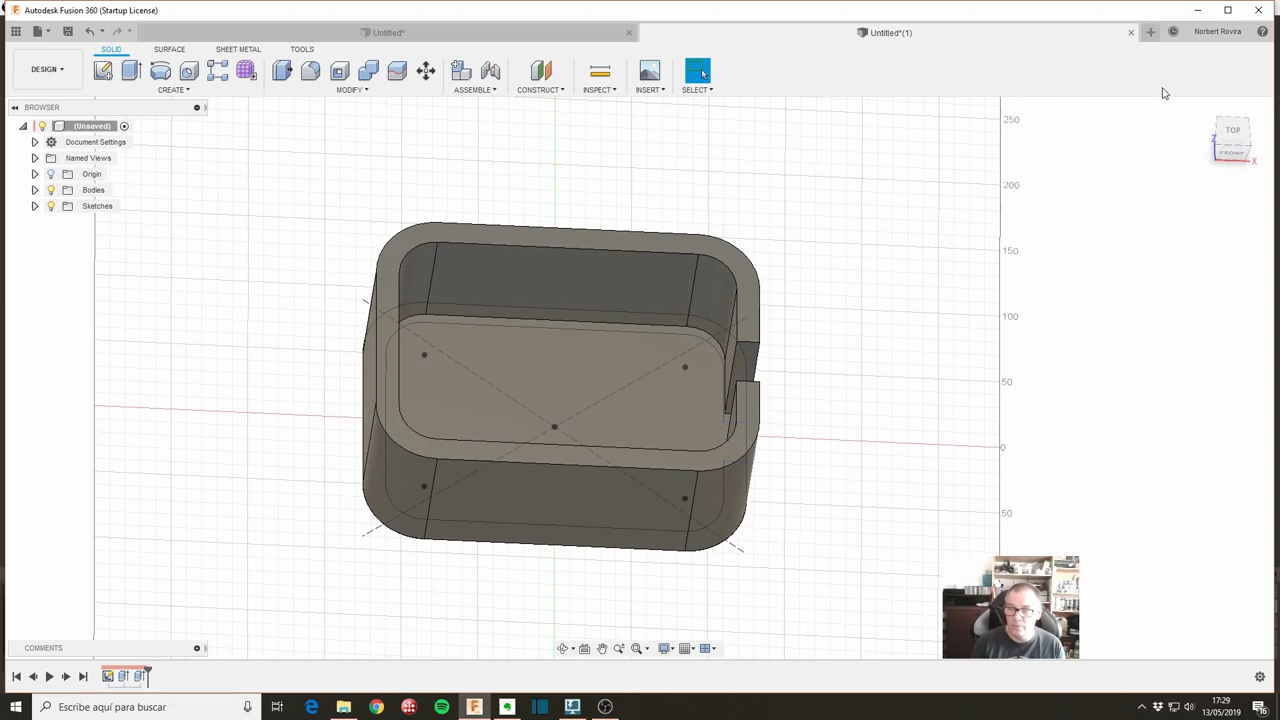 Autodesk Fusion 360 (Startup License)
Untitled*
Untitled*(1)
Norbert Rovira
DESIGN
SOLID
SURFACE
SHEET METAL
TOOLS
CREATE
MODIFY
ASSEMBLE
CONSTRUCT
INSPECT
INSERT
SELECT
BROWSER
(Unsaved)
Document Settings
Named Views
Origin
Bodies
Sketches
TOP
FRONT
Z
X
250
200
150
100
50
0
50
COMMENTS
Escribe aquí para buscar
17:29
13/05/2019
16